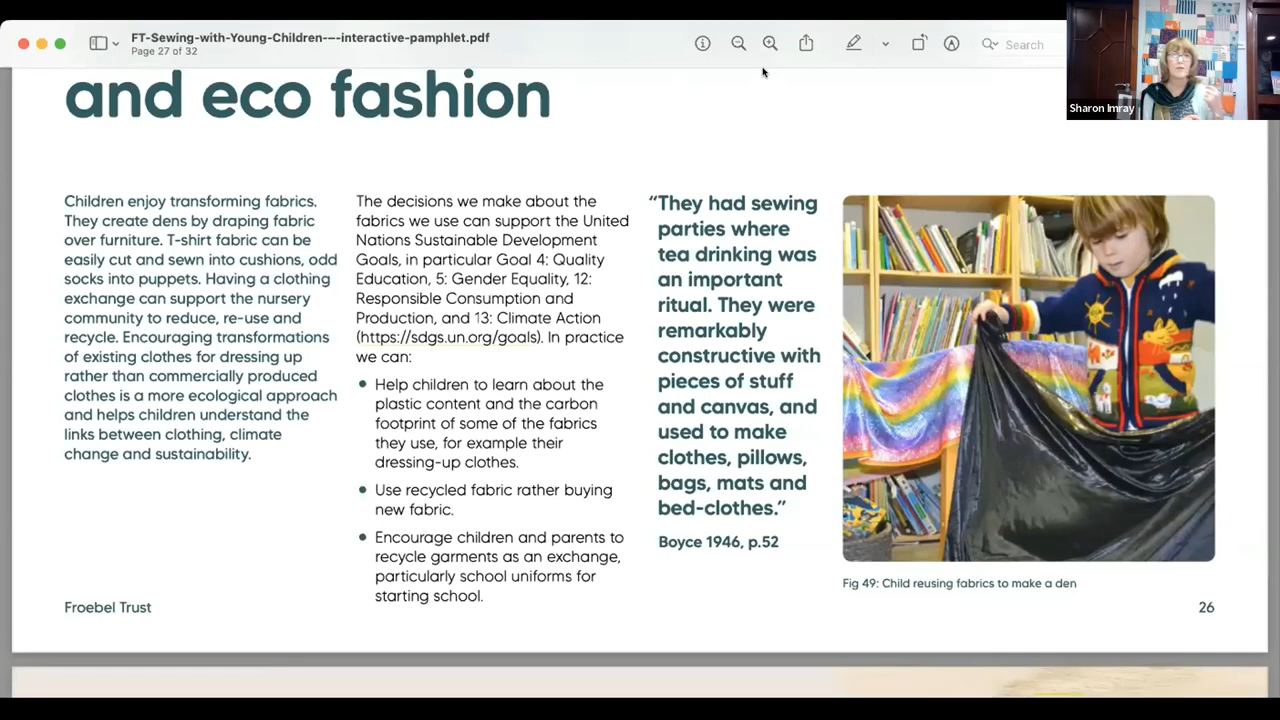 FT-Sewing-with-Young-Children----interactive-pamphlet.pdf
Page 27 of 32
Search
Sharon Imray
and eco fashion
Children enjoy transforming fabrics.
They create dens by draping fabric
over furniture. T-shirt fabric can be
easily cut and sewn into cushions, odd
socks into puppets. Having a clothing
exchange can support the nursery
community to reduce, re-use and
recycle. Encouraging transformations
of existing clothes for dressing up
rather than commercially produced
clothes is a more ecological approach
and helps children understand the
links between clothing, climate
change and sustainability.
The decisions we make about the
fabrics we use can support the United
Nations Sustainable Development
Goals, in particular Goal 4: Quality
Education, 5: Gender Equality, 12:
Responsible Consumption and
Production, and 13: Climate Action
(https://sdgs.un.org/goals). In practice
we can:
• Help children to learn about the
plastic content and the carbon
footprint of some of the fabrics
they use, for example their
dressing-up clothes.
• Use recycled fabric rather buying
new fabric.
• Encourage children and parents to
recycle garments as an exchange,
particularly school uniforms for
starting school.
“They had sewing
parties where
tea drinking was
an important
ritual. They were
remarkably
constructive with
pieces of stuff
and canvas, and
used to make
clothes, pillows,
bags, mats and
bed-clothes.”
Boyce 1946, p.52
Fig 49: Child reusing fabrics to make a den
Froebel Trust
26